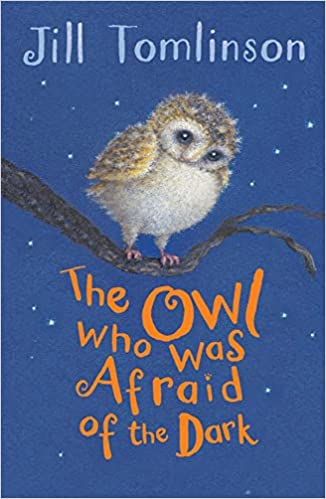 Jill Tomlinson
The Owl
who was
Afraid
of the Dark